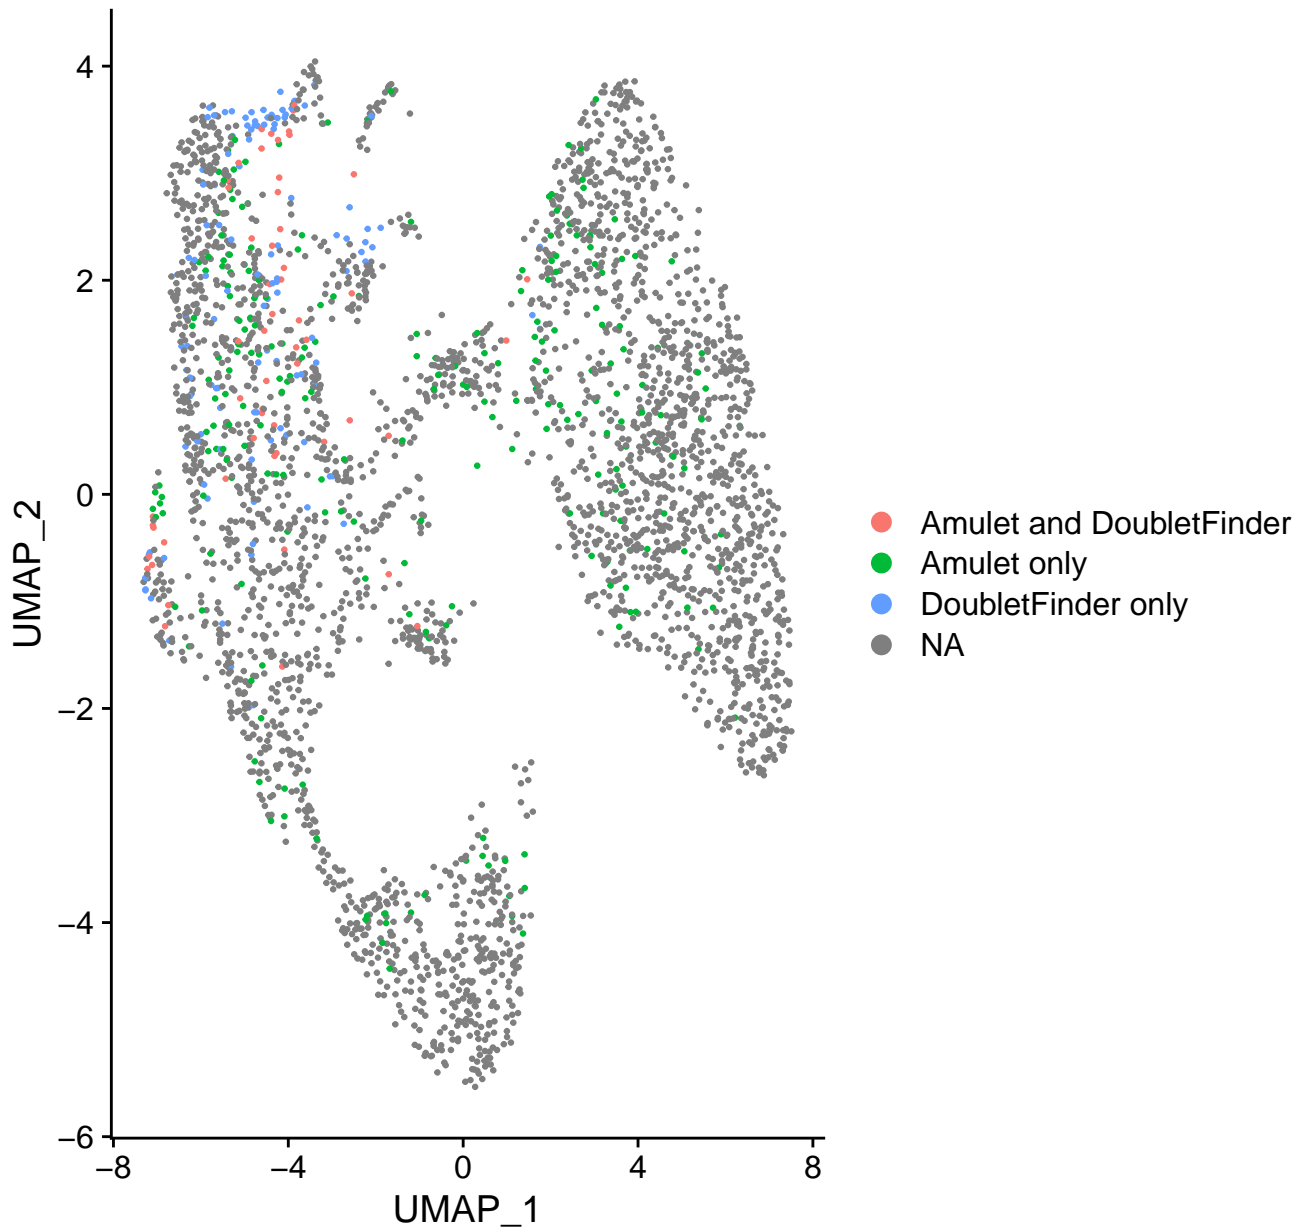 4
2
0
−2
−4
−6
−8
−4
0
4
8
UMAP_1
UMAP_2
Amulet and DoubletFinder
Amulet only
DoubletFinder only
NA